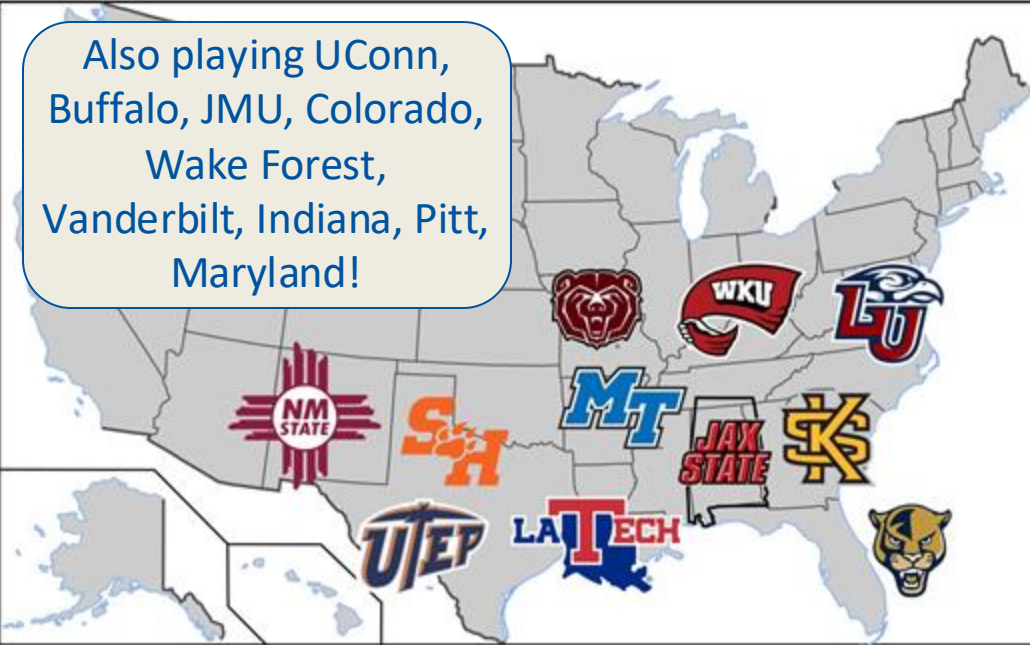 Also playing UConn,
Buffalo, JMU, Colorado,
Wake Forest,
Vanderbilt, Indiana, Pitt,
Maryland!
WKU
LU
NM
STATE
MT
SH
JAX
STATE
KS
UTEP
LA TECH